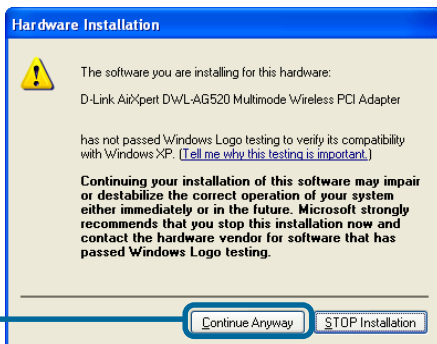 Hardware Installation
The software you are installing for this hardware:
D-Link AirXpert DWL-AG520 Multimode Wireless PCI Adapter
has not passed Windows Logo testing to verify its compatibility
with Windows XP. (Tell me why this testing is important.)
Continuing your installation of this software may impair
or destabilize the correct operation of your system
either immediately or in the future. Microsoft strongly
recommends that you stop this installation now and
contact the hardware vendor for software that has
passed Windows Logo testing.
Continue Anyway STOP Installation